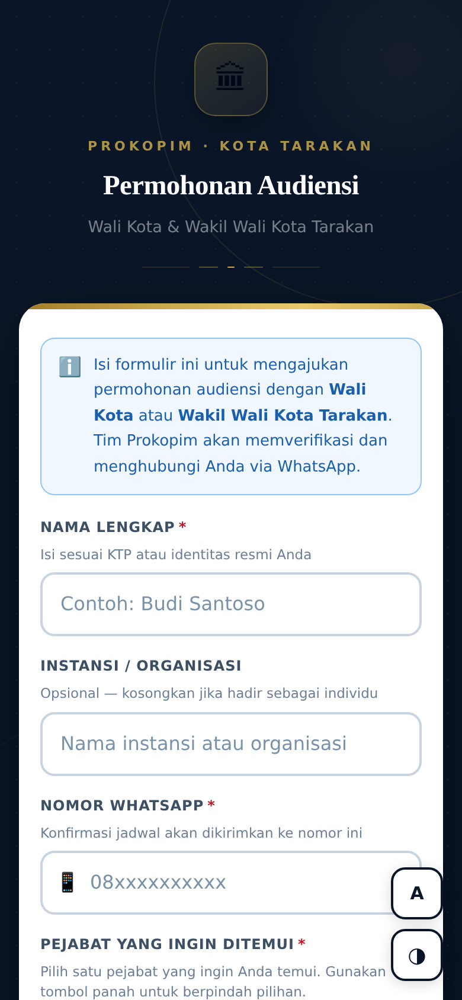 PROKOPIM · KOTA TARAKAN
Permohonan Audiensi
Wali Kota & Wakil Wali Kota Tarakan
Isi formulir ini untuk mengajukan
permohonan audiensi dengan Wali
Kota atau Wakil Wali Kota Tarakan.
Tim Prokopim akan memverifikasi dan
menghubungi Anda via WhatsApp.
NAMA LENGKAP *
Isi sesuai KTP atau identitas resmi Anda
Contoh: Budi Santoso
INSTANSI / ORGANISASI
Opsional — kosongkan jika hadir sebagai individu
Nama instansi atau organisasi
NOMOR WHATSAPP *
Konfirmasi jadwal akan dikirimkan ke nomor ini
08xxxxxxxxxx
A
PEJABAT YANG INGIN DITEMUI *
Pilih satu pejabat yang ingin Anda temui. Gunakan
tombol panah untuk berpindah pilihan.